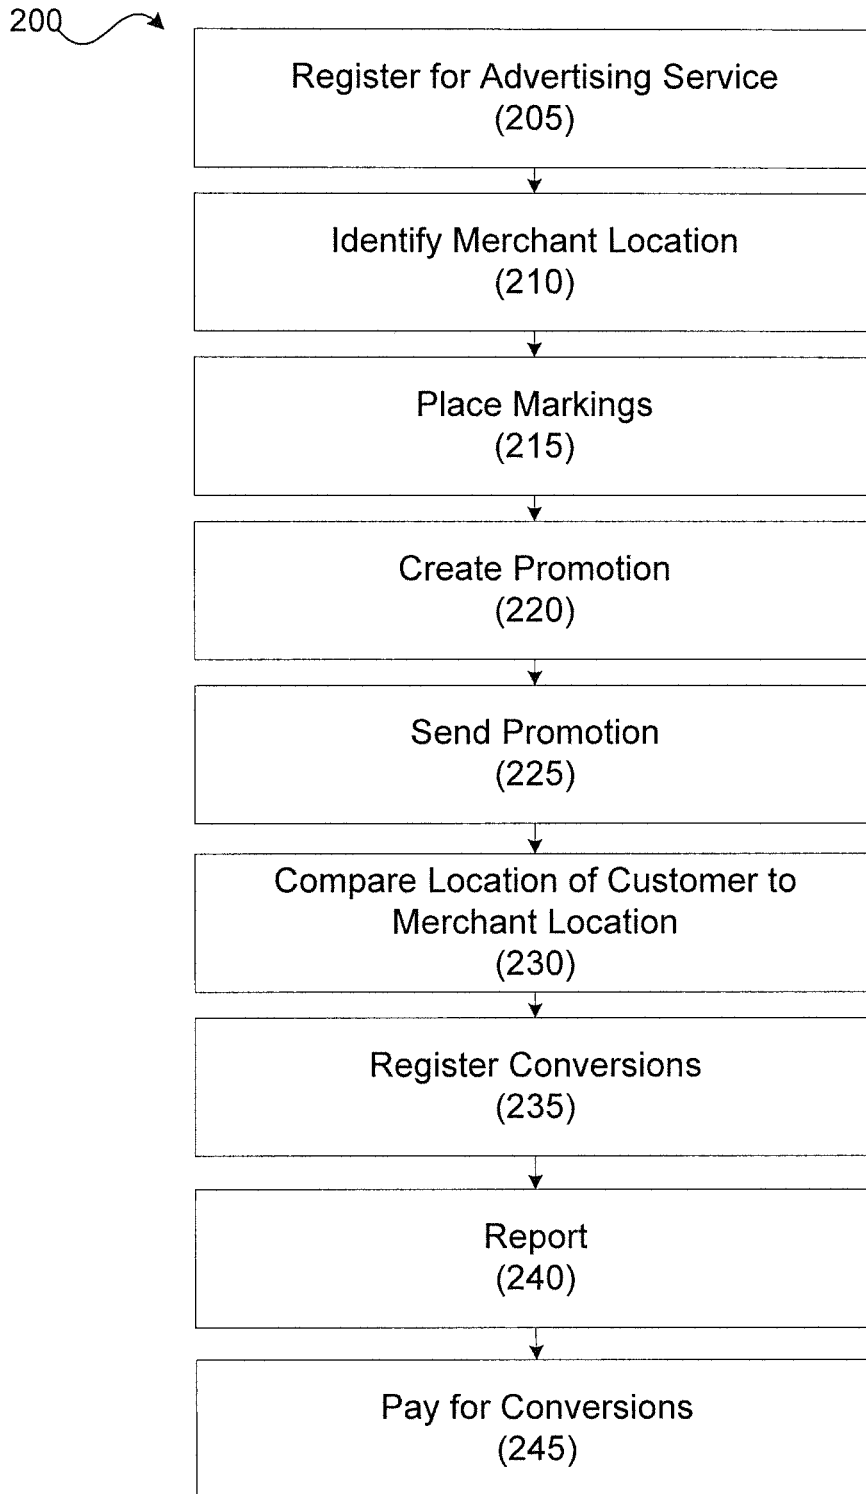 200
Register for Advertising Service
(205)
Identify Merchant Location
(210)
Place Markings
(215)
Create Promotion
(220)
Send Promotion
(225)
Compare Location of Customer to
Merchant Location
(230)
Register Conversions
(235)
Report
(240)
Pay for Conversions
(245)